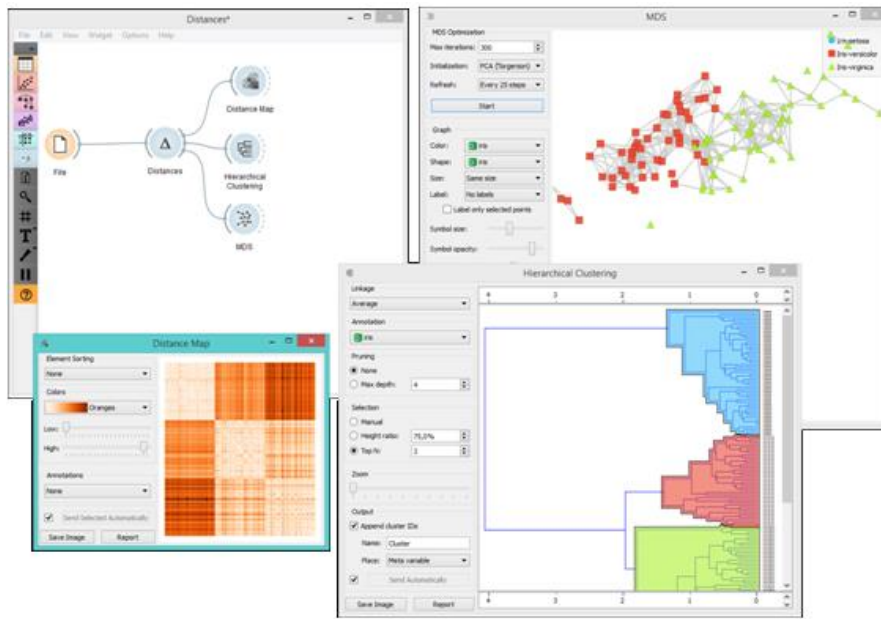 Distances*
File Edit View Widget Options Help
File
Distances
Distance Map
Hierarchical
Clustering
MDS
MDS
MDS Optimization
Max iterations: 300
Initialization: PCA (Torgerson)
Refresh: Every 25 steps
Start
Graph
Color: iris
Shape: iris
Size: Same size
Label: No labels
Label only selected points
Symbol size:
Symbol opacity:
Iris-versicolor
Iris-virginica
Distance Map
Element Sorting
None
Colors
Oranges
Low:
High:
Annotations
None
Send Selected Automatically
Save Image Report
Hierarchical Clustering
Linkage
Average
Annotation
iris
Pruning
None
Max depth: 4
Selection
Manual
Height ratio: 75,0%
Top N: 3
Zoom
Output
Append cluster IDs
Name: Cluster
Place: Meta variable
Send Automatically
Save Image Report
4 3 2 1 0
4 3 2 1 0